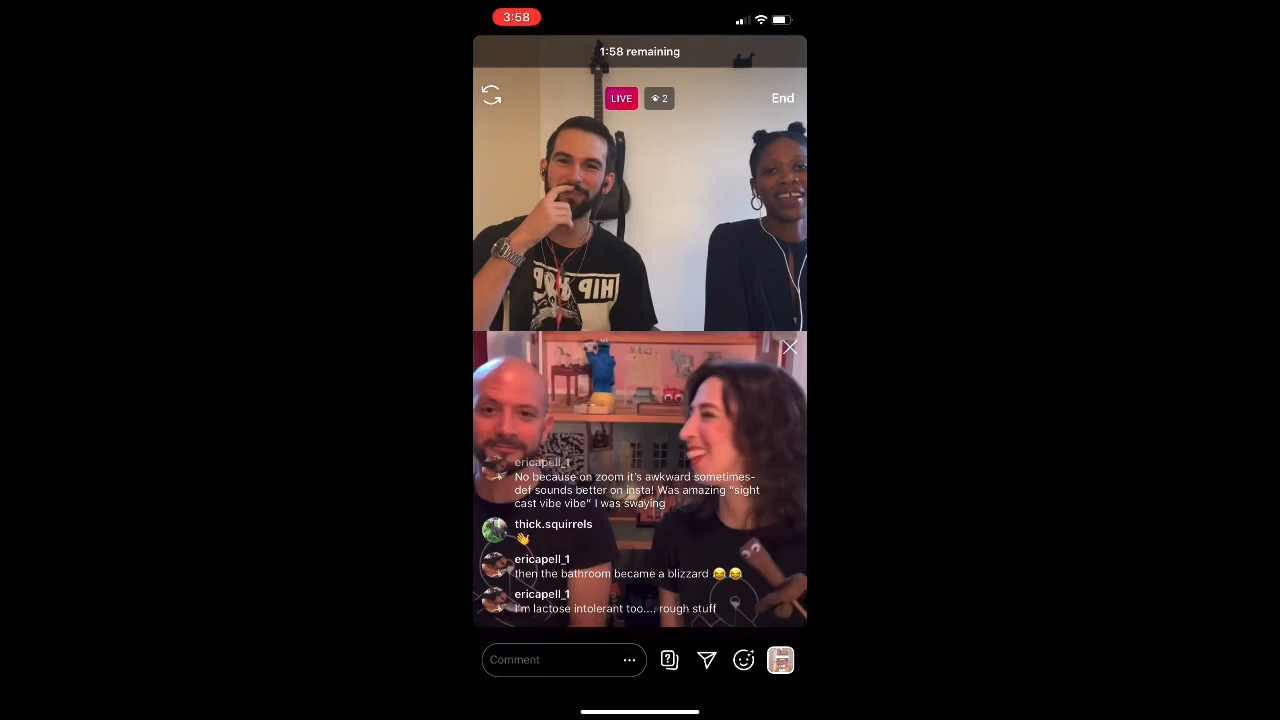 3:58
1:58 remaining
LIVE
2
End
HIP HOP
ericapell_1
No because on zoom it's awkward sometimes-
def sounds better on insta! Was amazing “sight
cast vibe vibe” I was swaying
thick.squirrels
👋
ericapell_1
then the bathroom became a blizzard 😂 😂
ericapell_1
I'm lactose intolerant too.... rough stuff
Comment